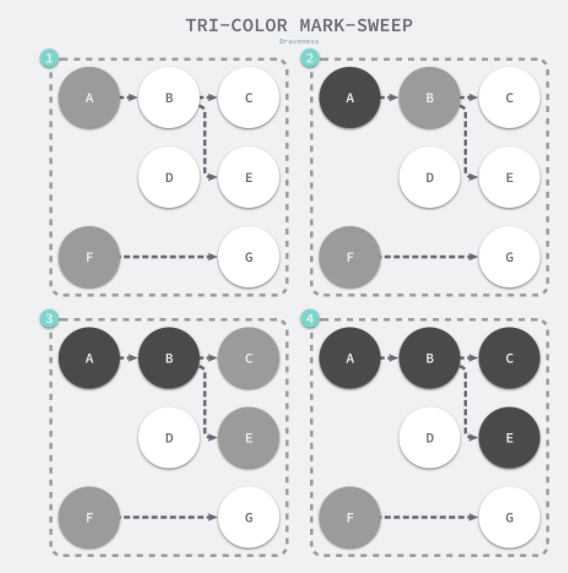 TRI-COLOR MARK-SWEEP
Draveness
1
2
A B C
A B C
D E
D E
F G
F G
3
4
A B C
A B C
D E
D E
F G
F G